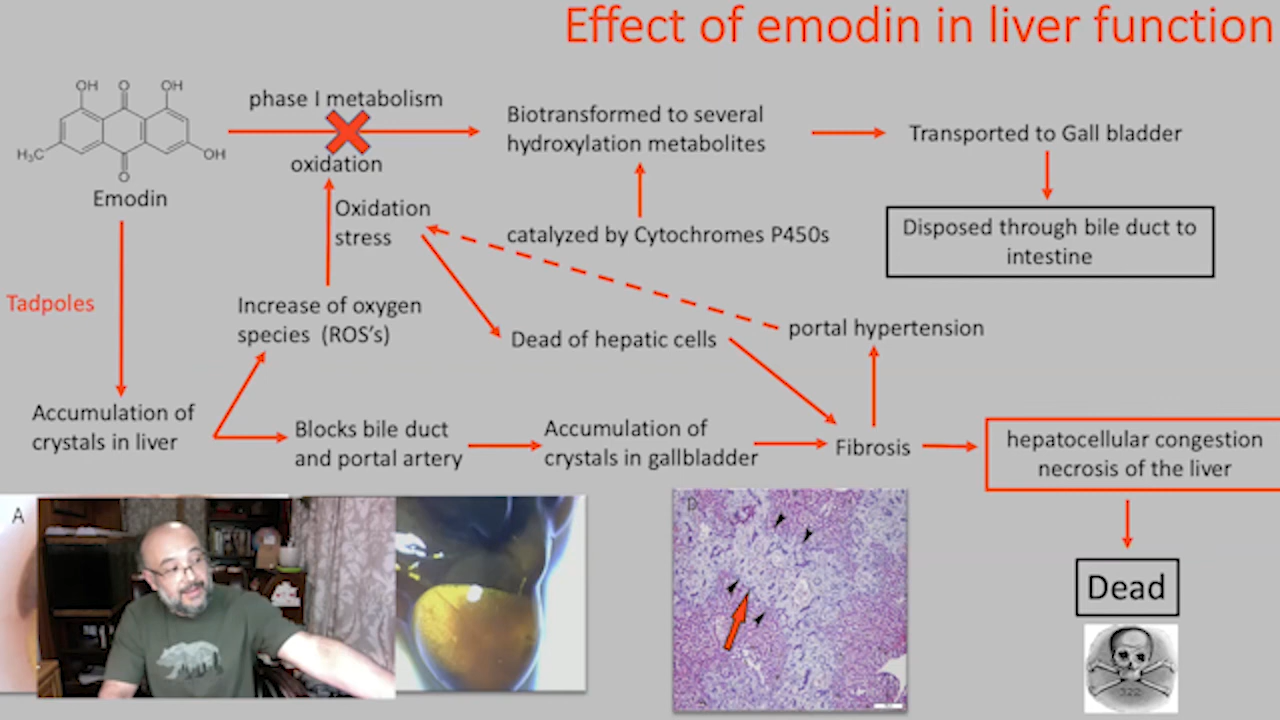 Effect of emodin in liver function
OH O OH
H₃C
OH
O
Emodin
phase I metabolism
oxidation
Biotransformed to several
hydroxylation metabolites
Transported to Gall bladder
Oxidation
stress
catalyzed by Cytochromes P450s
Disposed through bile duct to
intestine
Tadpoles
Increase of oxygen
species (ROS's)
Dead of hepatic cells
portal hypertension
Accumulation of
crystals in liver
Blocks bile duct
and portal artery
Accumulation of
crystals in gallbladder
Fibrosis
hepatocellular congestion
necrosis of the liver
A
Dead
322